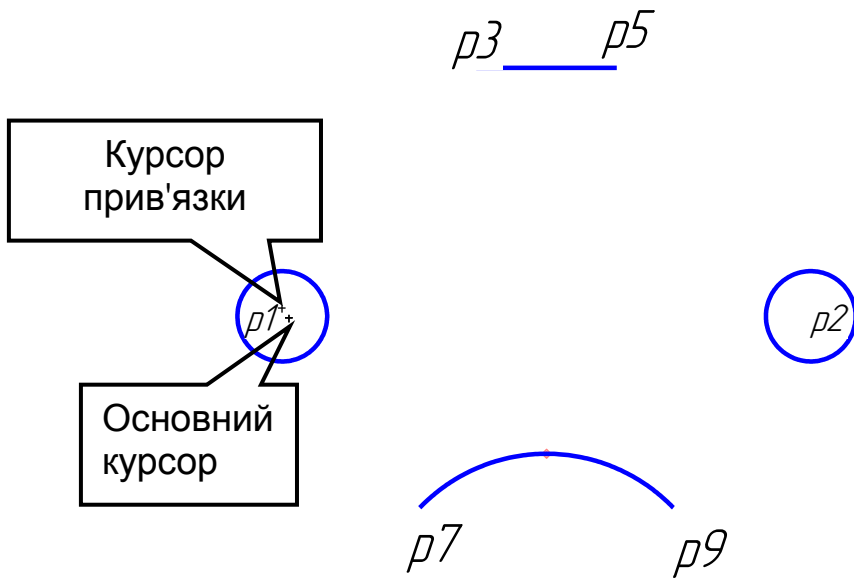 p3 p5
Курсор
прив'язки
p1
p2
Основний
курсор
p7 p9